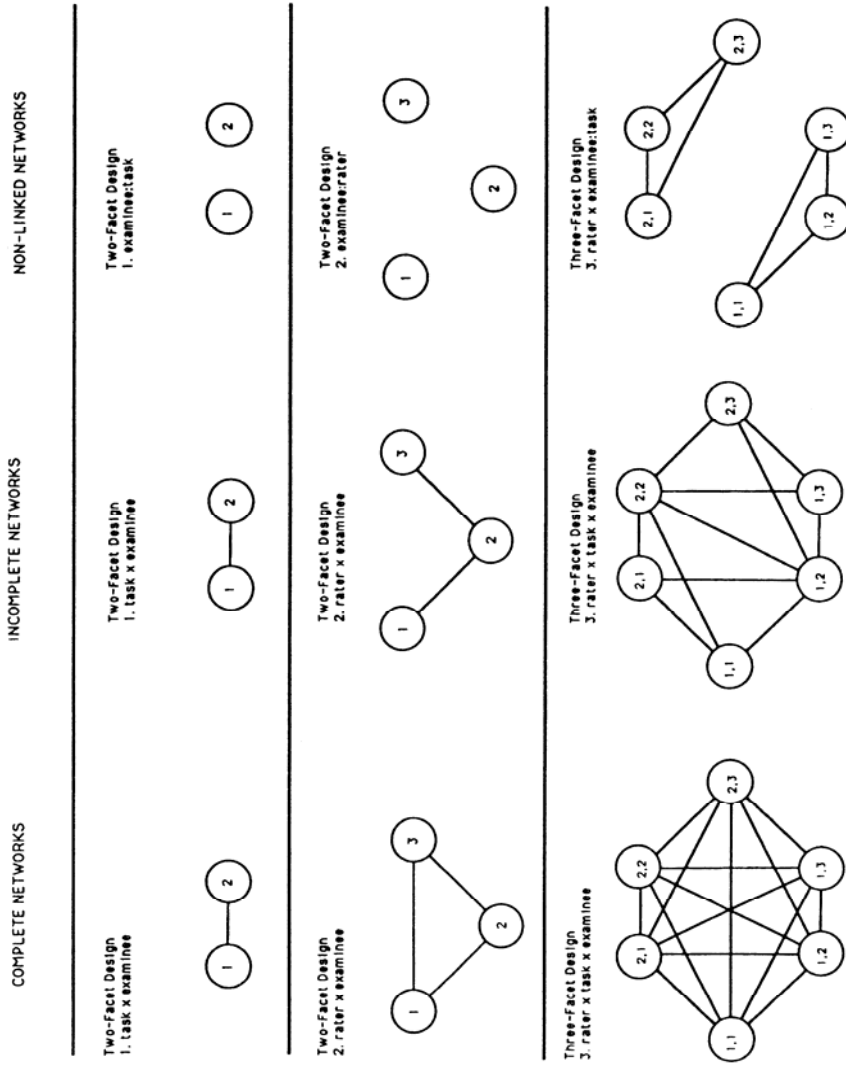 COMPLETE NETWORKS
INCOMPLETE NETWORKS
NON-LINKED NETWORKS
Two-Facet Design
1. task x examinee
1
2
Two-Facet Design
1. task x examinee
1
2
Two-Facet Design
1. examinee:task
1
2
Two-Facet Design
2. rater x examinee
1
3
2
Two-Facet Design
2. rater x examinee
1
3
2
Two-Facet Design
2. examinee:rater
1
3
2
Three-Facet Design
3. rater x task x examinee
2,1
2,2
1,1
2,3
1,2
1,3
Three-Facet Design
3. rater x task x examinee
2,1
2,2
1,1
2,3
1,2
1,3
Three-Facet Design
3. rater x examinee:task
2,1
2,2
2,3
1,1
1,2
1,3